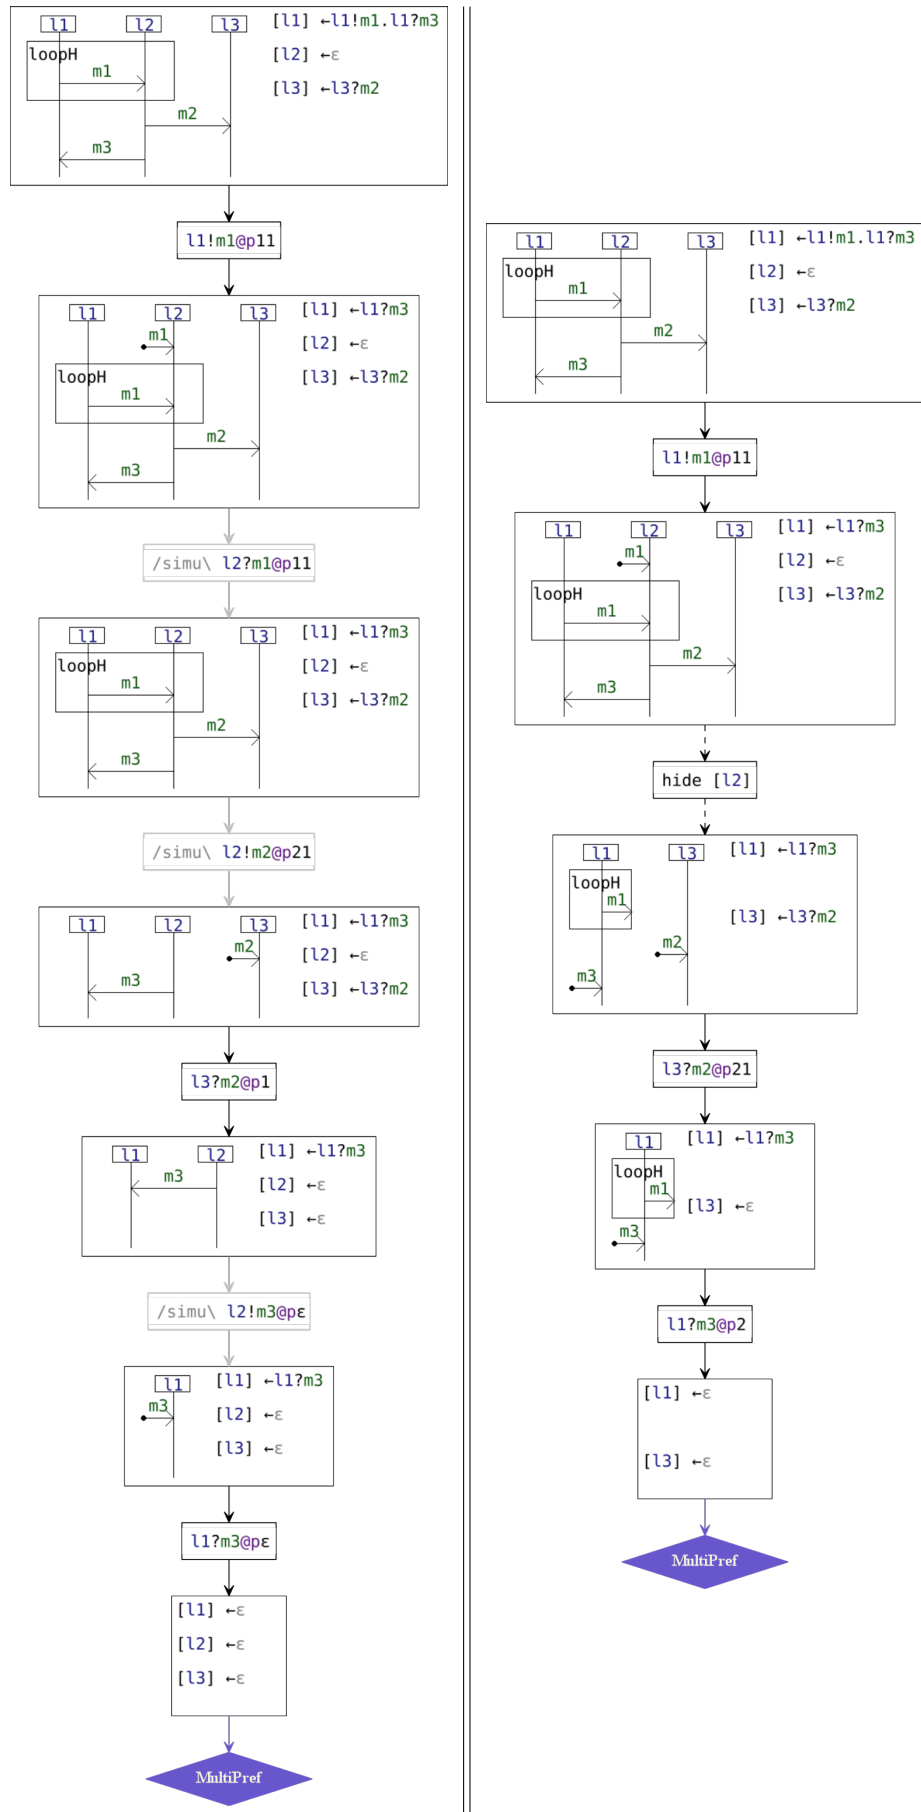 l1 l2 l3 [l1] ←l1!m1.l1?m3
loopH [l2] ←ε
m1 [l3] ←l3?m2
m2
m3
l1!m1@p11
l1 l2 l3 [l1] ←l1?m3
m1 [l2] ←ε
loopH [l3] ←l3?m2
m1
m2
m3
/simu\ l2?m1@p11
l1 l2 l3 [l1] ←l1?m3
loopH [l2] ←ε
m1 [l3] ←l3?m2
m2
m3
/simu\ l2!m2@p21
l1 l2 l3 [l1] ←l1?m3
m2 [l2] ←ε
m3 [l3] ←l3?m2
l3?m2@p1
l1 l2 [l1] ←l1?m3
m3 [l2] ←ε
[l3] ←ε
/simu\ l2!m3@pε
l1 [l1] ←l1?m3
m3 [l2] ←ε
[l3] ←ε
l1?m3@pε
[l1] ←ε
[l2] ←ε
[l3] ←ε
MultiPref
l1 l2 l3 [l1] ←l1!m1.l1?m3
loopH [l2] ←ε
m1 [l3] ←l3?m2
m2
m3
l1!m1@p11
l1 l2 l3 [l1] ←l1?m3
m1 [l2] ←ε
loopH [l3] ←l3?m2
m1
m2
m3
hide [l2]
l1 l3 [l1] ←l1?m3
loopH
m1 [l3] ←l3?m2
m2
m3
l3?m2@p21
l1 [l1] ←l1?m3
loopH
m1 [l3] ←ε
m3
l1?m3@p2
[l1] ←ε
[l3] ←ε
MultiPref